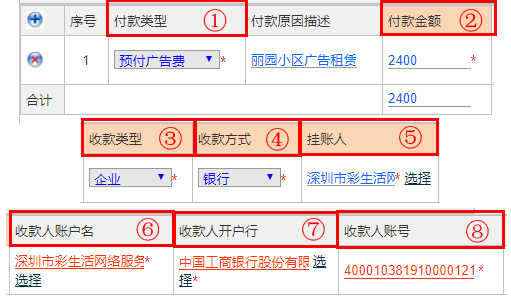 序号 付款类型 ① 付款原因描述 付款金额 ②
1 预付广告费 * 丽园小区广告租赁 2400 *
合计 2400
收款类型 ③ 收款方式 ④ 挂账人 ⑤
企业 * 银行 * 深圳市彩生活网* 选择
收款人账户名 ⑥ 收款人开户行 ⑦ 收款人账号 ⑧
深圳市彩生活网络服务* 中国工商银行股份有限 选 400010381910000121 *
选择 择*